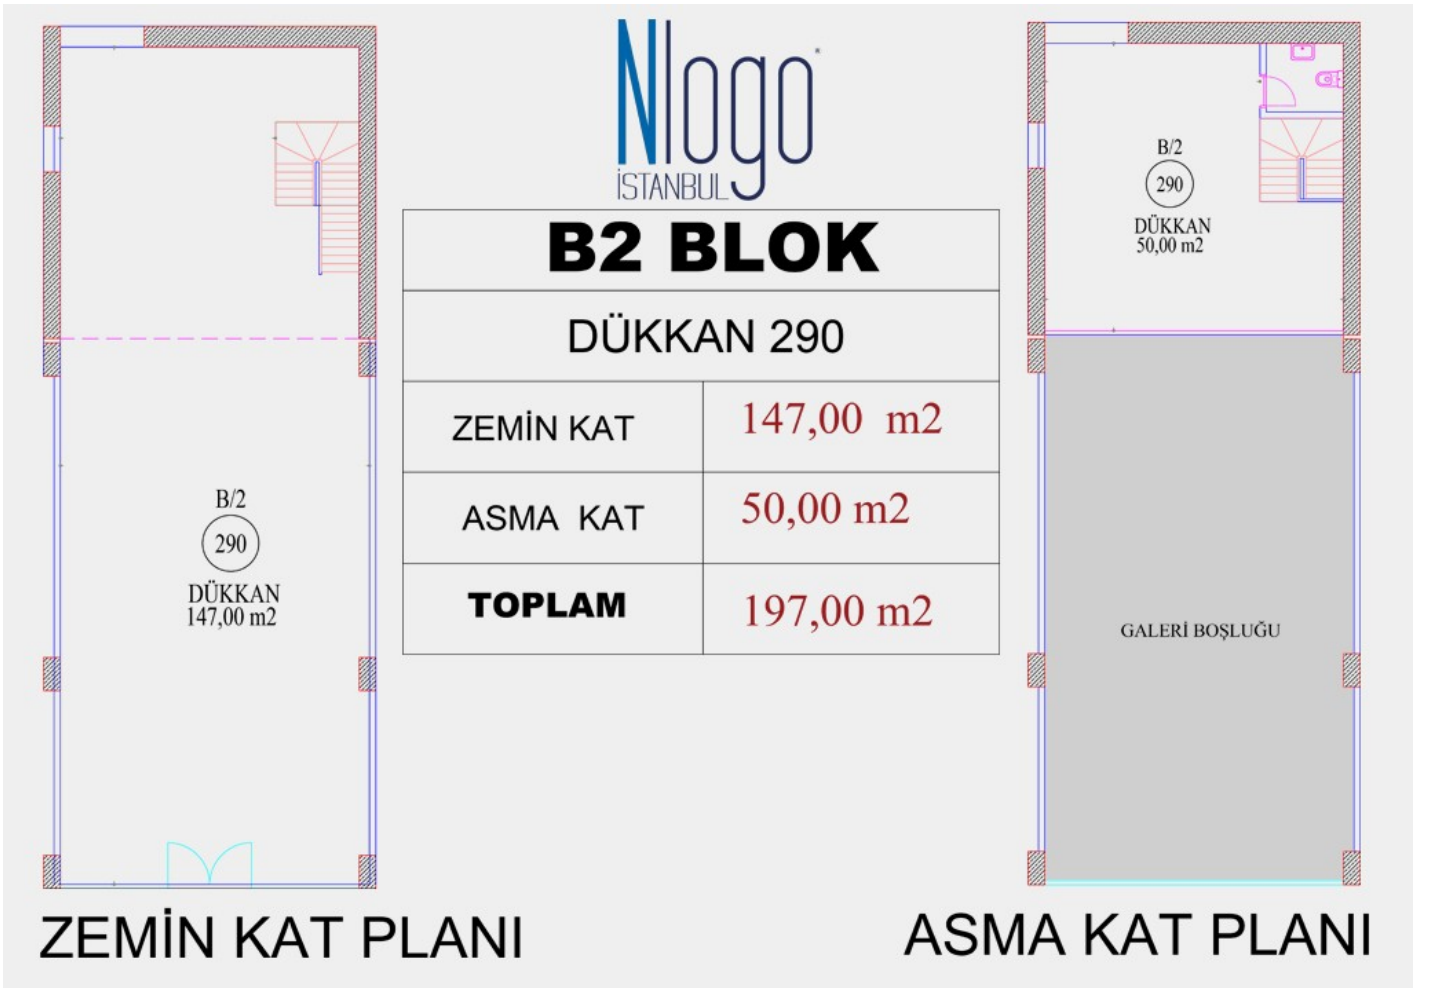 Nlogo
İSTANBUL
B2 BLOK
DÜKKAN 290
ZEMİN KAT 147,00 m2
ASMA KAT 50,00 m2
TOPLAM 197,00 m2
B/2
290
DÜKKAN
147,00 m2
ZEMİN KAT PLANI
B/2
290
DÜKKAN
50,00 m2
GALERİ BOŞLUĞU
ASMA KAT PLANI